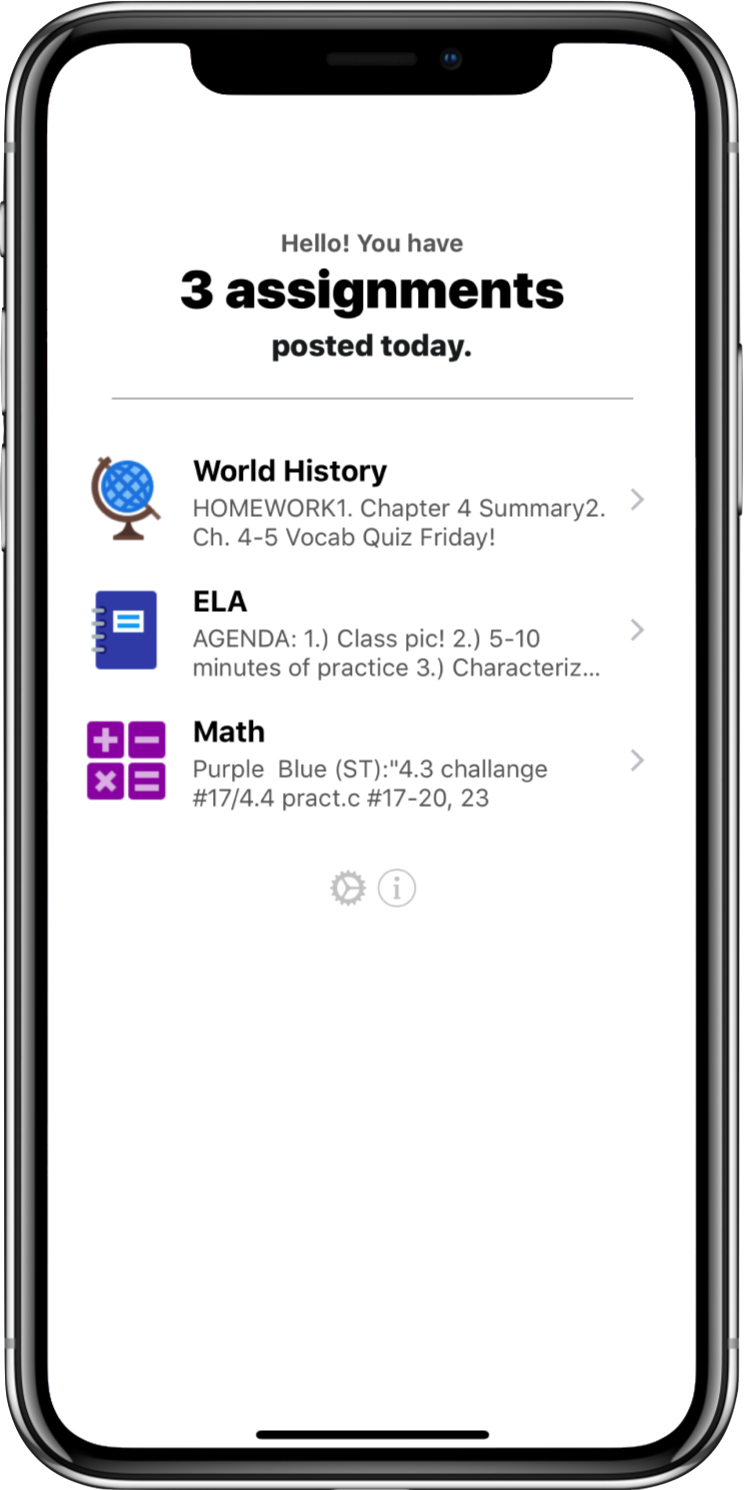 Hello! You have
3 assignments
posted today.
World History
HOMEWORK1. Chapter 4 Summary2.
Ch. 4-5 Vocab Quiz Friday!
ELA
AGENDA: 1.) Class pic! 2.) 5-10
minutes of practice 3.) Characteriz...
Math
Purple  Blue (ST):"4.3 challange
#17/4.4 pract.c #17-20, 23